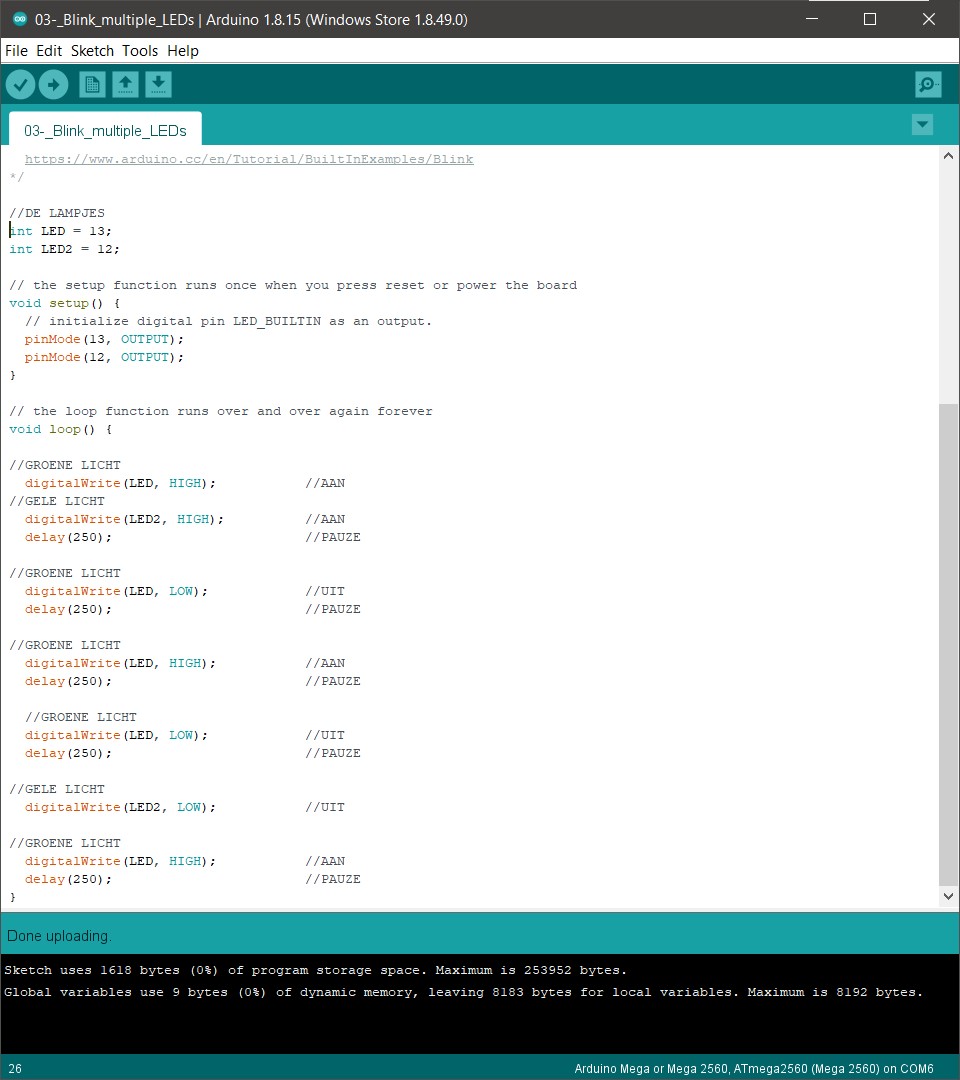 03-_Blink_multiple_LEDs | Arduino 1.8.15 (Windows Store 1.8.49.0)
File Edit Sketch Tools Help
03-_Blink_multiple_LEDs
https://www.arduino.cc/en/Tutorial/BuiltInExamples/Blink
*/
//DE LAMPJES
int LED = 13;
int LED2 = 12;
// the setup function runs once when you press reset or power the board
void setup() {
// initialize digital pin LED_BUILTIN as an output.
pinMode(13, OUTPUT);
pinMode(12, OUTPUT);
}
// the loop function runs over and over again forever
void loop() {
//GROENE LICHT
digitalWrite(LED, HIGH); //AAN
//GELE LICHT
digitalWrite(LED2, HIGH); //AAN
delay(250); //PAUZE
//GROENE LICHT
digitalWrite(LED, LOW); //UIT
delay(250); //PAUZE
//GROENE LICHT
digitalWrite(LED, HIGH); //AAN
delay(250); //PAUZE
//GROENE LICHT
digitalWrite(LED, LOW); //UIT
delay(250); //PAUZE
//GELE LICHT
digitalWrite(LED2, LOW); //UIT
//GROENE LICHT
digitalWrite(LED, HIGH); //AAN
delay(250); //PAUZE
}
Done uploading.
Sketch uses 1618 bytes (0%) of program storage space. Maximum is 253952 bytes.
Global variables use 9 bytes (0%) of dynamic memory, leaving 8183 bytes for local variables. Maximum is 8192 bytes.
26 Arduino Mega or Mega 2560, ATmega2560 (Mega 2560) on COM6